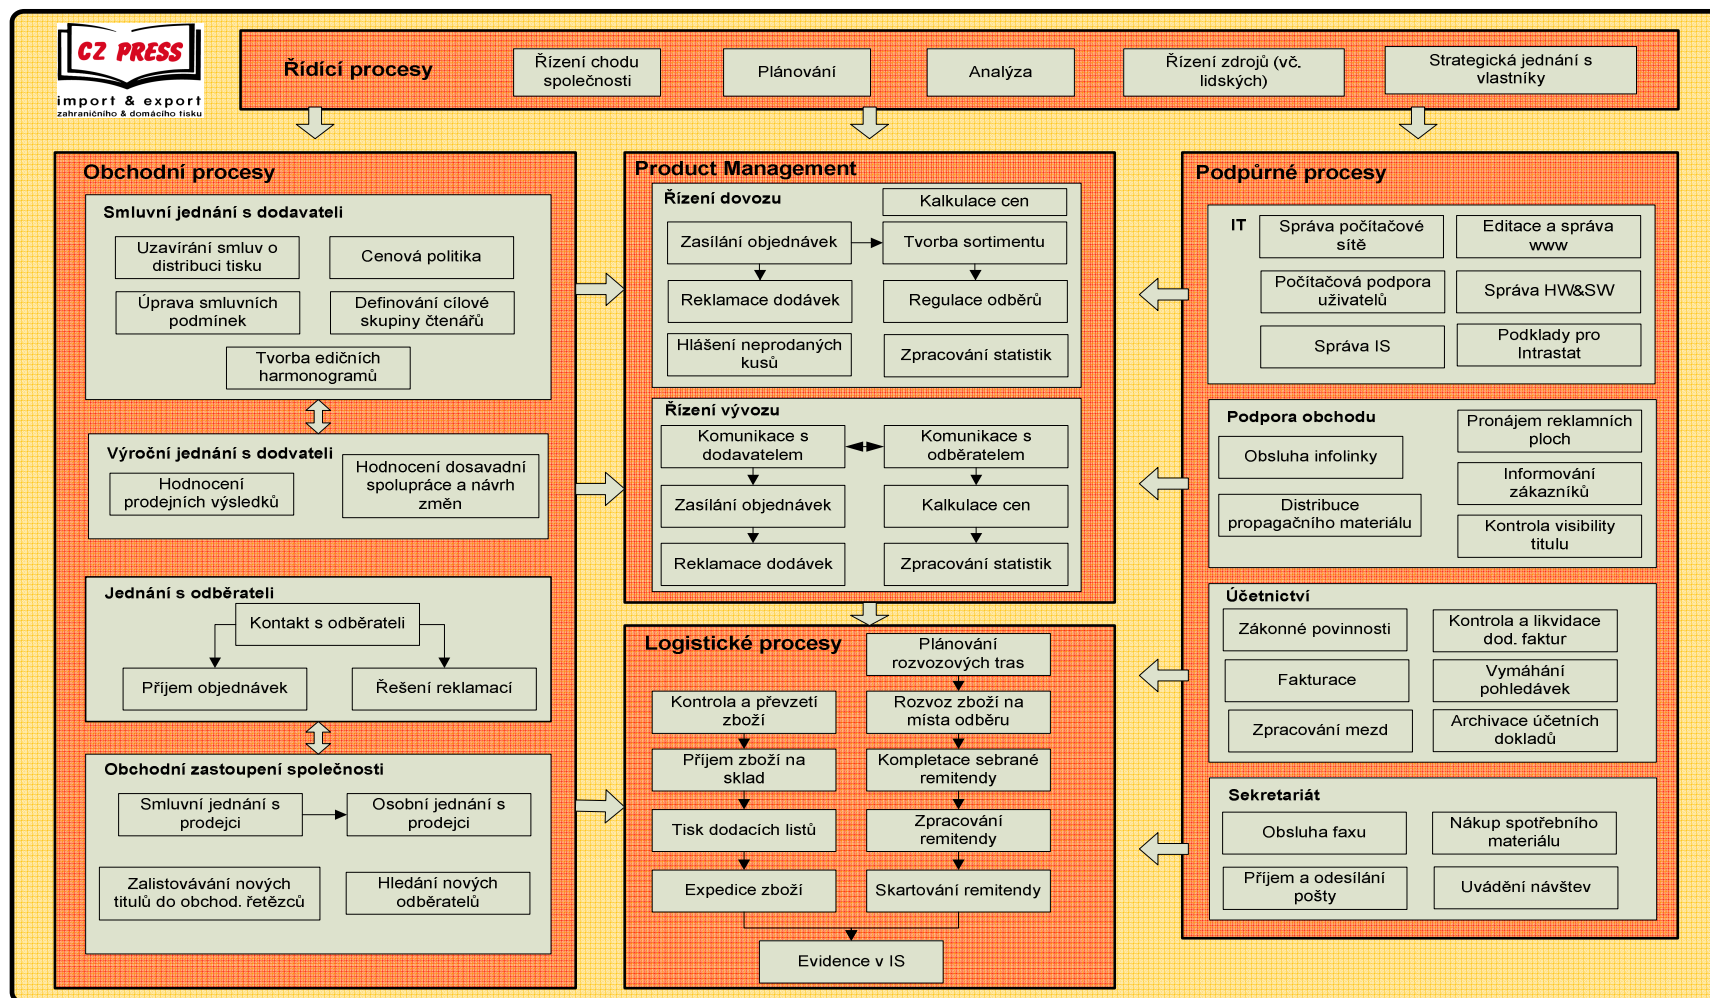 CZ PRESS
import & export
zahraničního & domácího tisku
Řídící procesy
Řízení chodu
společnosti
Plánování
Analýza
Řízení zdrojů (vč.
lidských)
Strategická jednání s
vlastníky
Obchodní procesy
Smluvní jednání s dodavateli
Uzavírání smluv o
distribuci tisku
Cenová politika
Úprava smluvních
podmínek
Definování cílové
skupiny čtenářů
Tvorba edičních
harmonogramů
Výroční jednání s dodvateli
Hodnocení
prodejních výsledků
Hodnocení dosavadní
spolupráce a návrh
změn
Jednání s odběrateli
Kontakt s odběrateli
Příjem objednávek
Řešení reklamací
Obchodní zastoupení společnosti
Smluvní jednání s
prodejci
Osobní jednání s
prodejci
Zalistovávání nových
titulů do obchod. řetězců
Hledání nových
odběratelů
Product Management
Řízení dovozu
Kalkulace cen
Zasílání objednávek
Tvorba sortimentu
Reklamace dodávek
Regulace odběrů
Hlášení neprodaných
kusů
Zpracování statistik
Řízení vývozu
Komunikace s
dodavatelem
Komunikace s
odběratelem
Zasílání objednávek
Kalkulace cen
Reklamace dodávek
Zpracování statistik
Logistické procesy
Plánování
rozvozových tras
Kontrola a převzetí
zboží
Rozvoz zboží na
místa odběru
Příjem zboží na
sklad
Kompletace sebrané
remitendy
Tisk dodacích listů
Zpracování
remitendy
Expedice zboží
Skartování remitendy
Evidence v IS
Podpůrné procesy
IT
Správa počítačové
sítě
Editace a správa
www
Počítačová podpora
uživatelů
Správa HW&SW
Správa IS
Podklady pro
Intrastat
Podpora obchodu
Pronájem reklamních
ploch
Obsluha infolinky
Informování
zákazníků
Distribuce
propagačního materiálu
Kontrola visibility
titulu
Účetnictví
Zákonné povinnosti
Kontrola a likvidace
dod. faktur
Fakturace
Vymáhání
pohledávek
Zpracování mezd
Archivace účetních
dokladů
Sekretariát
Obsluha faxu
Nákup spotřebního
materiálu
Příjem a odesílání
pošty
Uvádění návštev